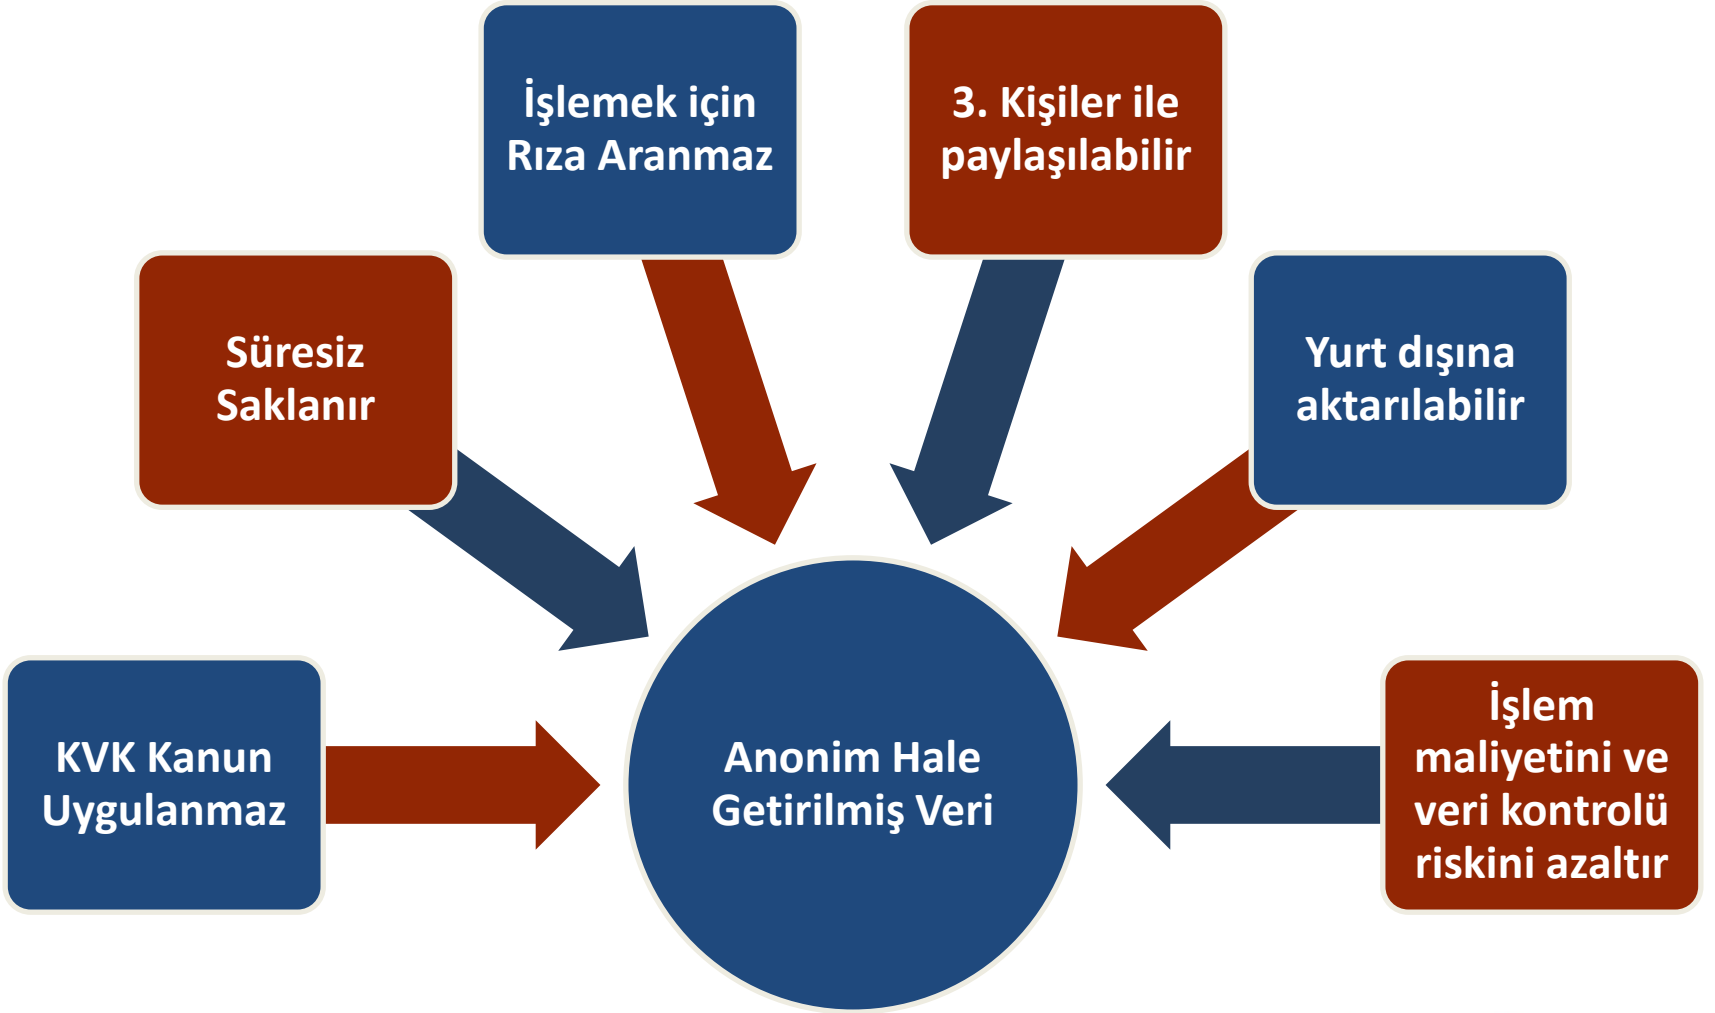 İşlemek için
Rıza Aranmaz
3. Kişiler ile
paylaşılabilir
Süresiz
Saklanır
Yurt dışına
aktarılabilir
KVK Kanun
Uygulanmaz
Anonim Hale
Getirilmiş Veri
İşlem
maliyetini ve
veri kontrolü
riskini azaltır